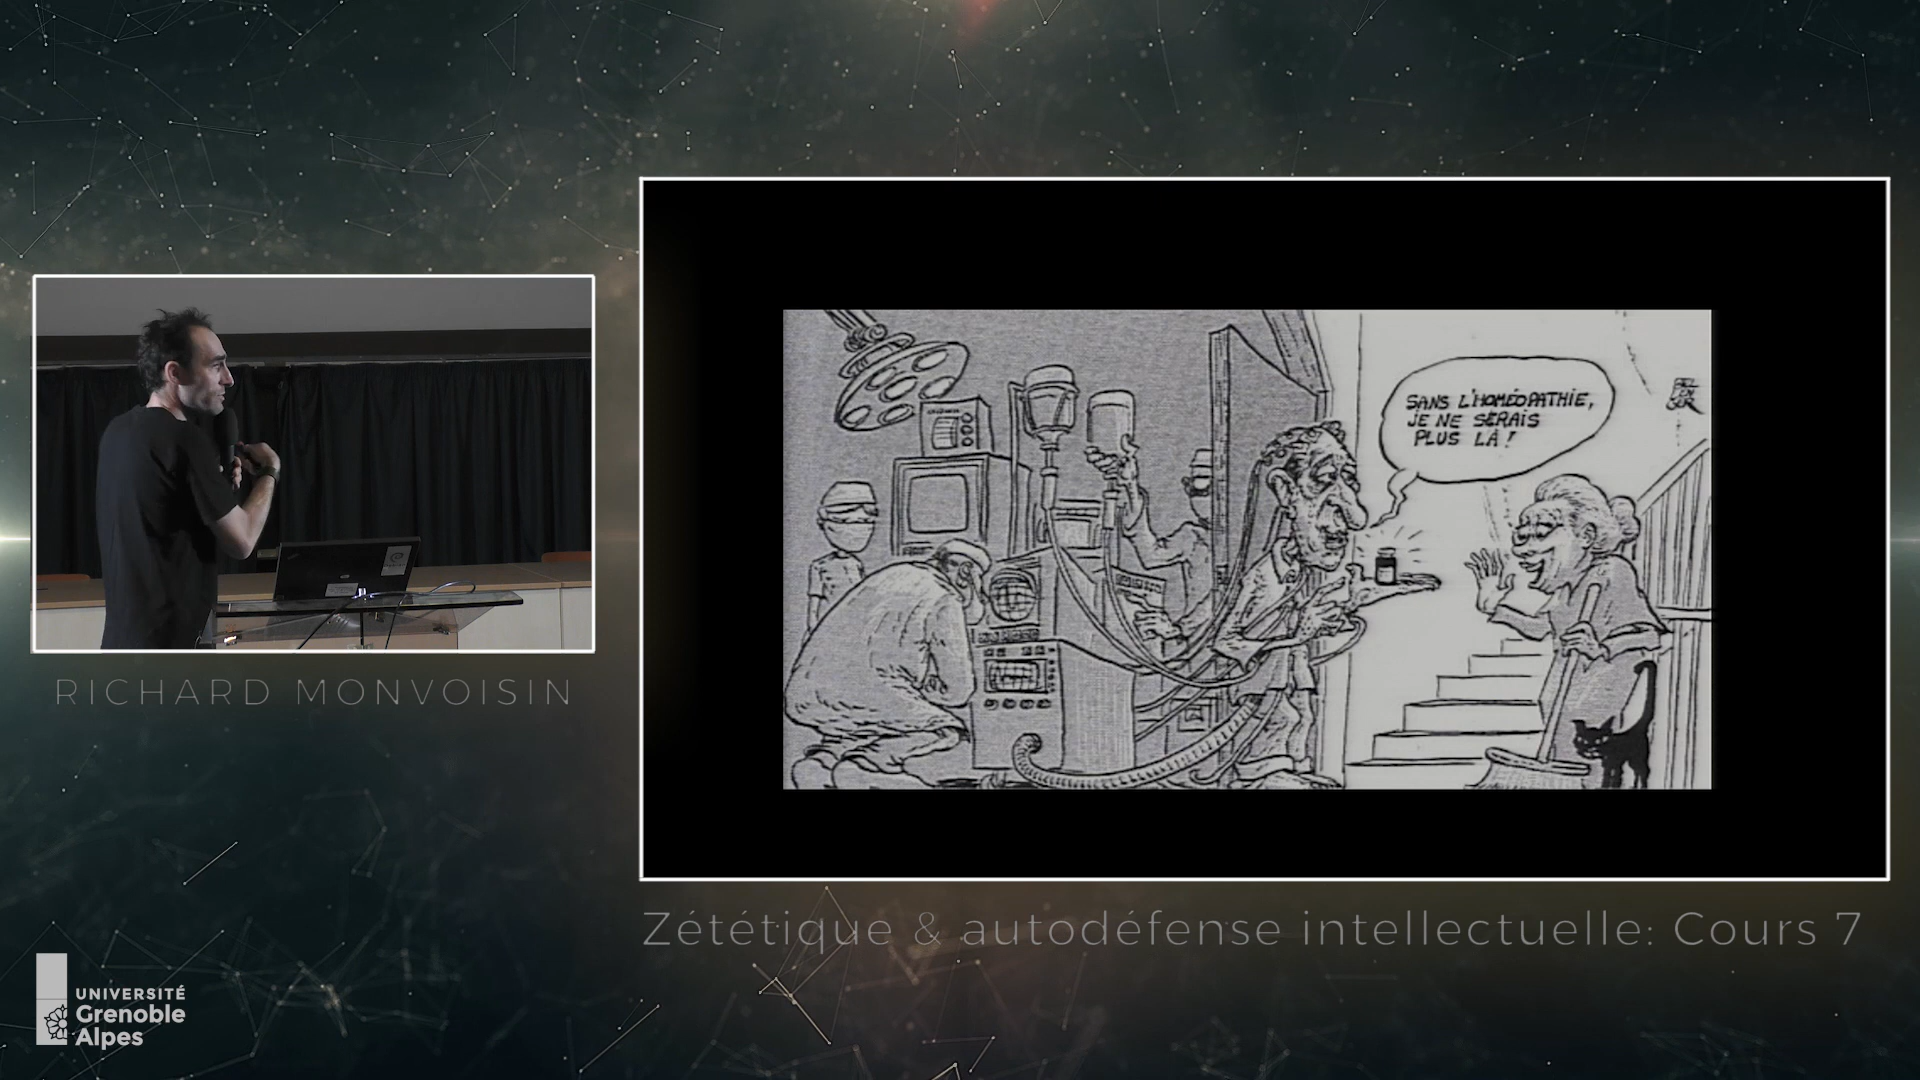 SANS L'HOMÉOPATHIE,
JE NE SERAIS
PLUS LÀ !
RICHARD MONVOISIN
Zététique & autodéfense intellectuelle: Cours 7
UNIVERSITÉ
Grenoble
Alpes